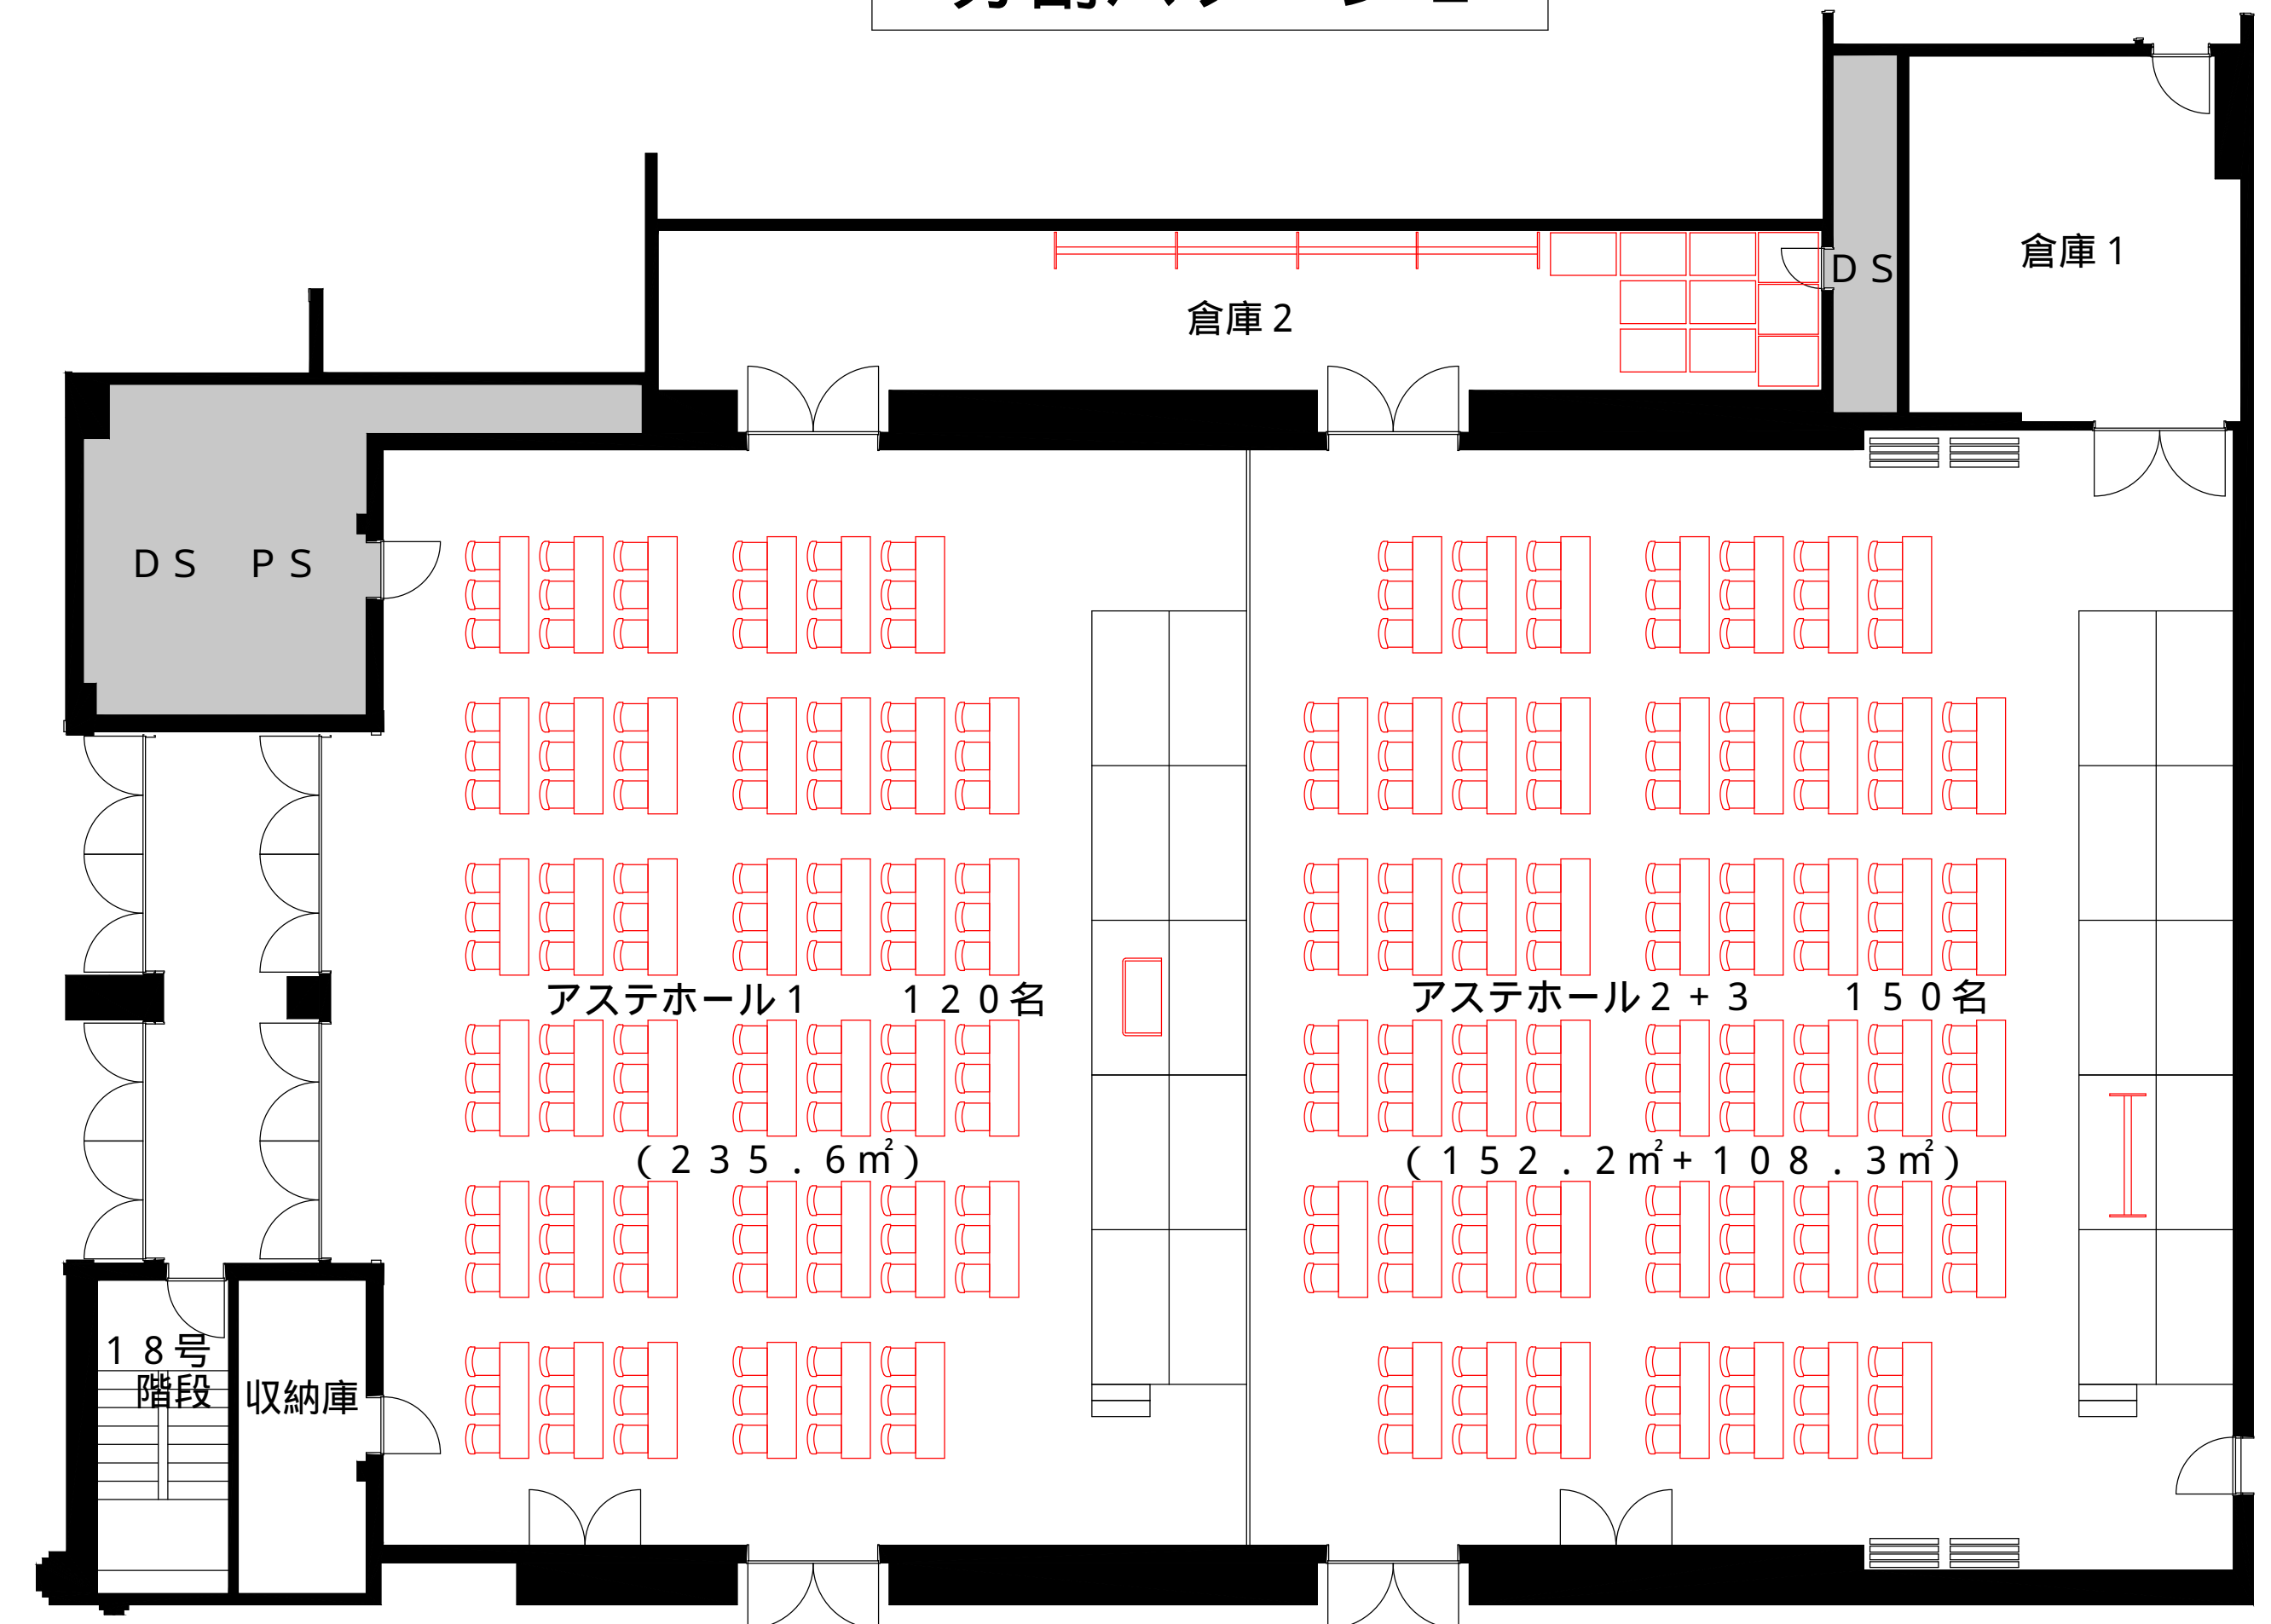 倉庫1
DS
倉庫2
DS PS
アステホール1 120名
アステホール2+3 150名
(235.6㎡)
(152.2㎡+108.3㎡)
18号
階段
収納庫